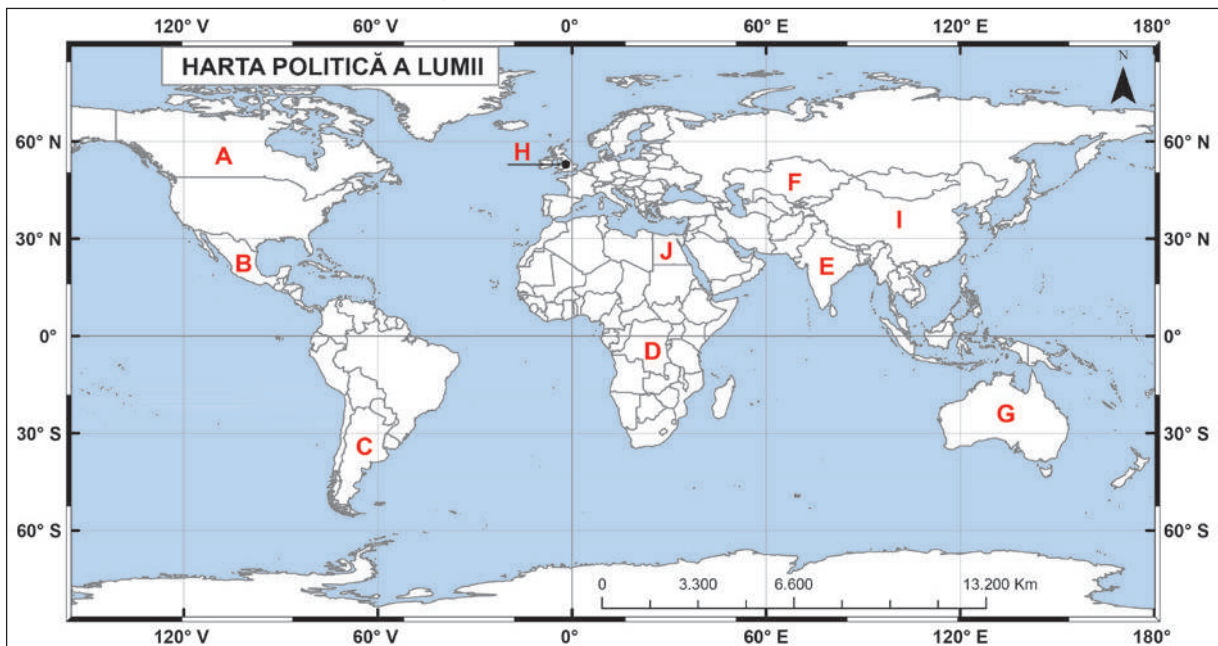 120° V 60° V 0° 60° E 120° E 180°
HARTA POLITICĂ A LUMII
N
60° N 60° N
A
H
F
I
30° N 30° N
J
B
E
0° 0°
D
G
30° S 30° S
C
60° S 60° S
0 3.300 6.600 13.200 Km
120° V 60° V 0° 60° E 120° E 180°